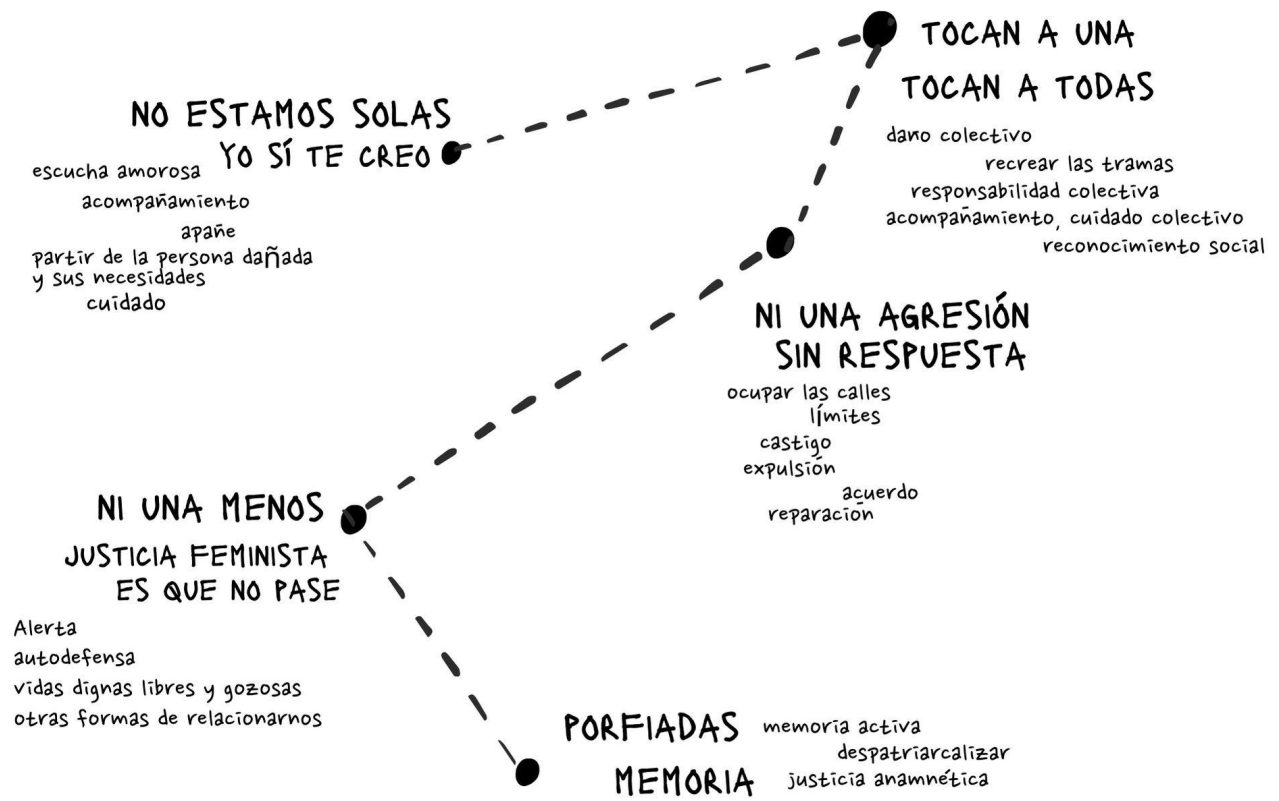 NO ESTAMOS SOLAS
YO SÍ TE CREO
escucha amorosa
acompañamiento
apañe
partir de la persona dañada
y sus necesidades
cuidado
TOCAN A UNA
TOCAN A TODAS
dano colectivo
recrear las tramas
responsabilidad colectiva
acompañamiento, cuidado colectivo
reconocimiento social
NI UNA AGRESIÓN
SIN RESPUESTA
ocupar las calles
límites
castigo
expulsión
acuerdo
reparación
NI UNA MENOS
JUSTICIA FEMINISTA
ES QUE NO PASE
Alerta
autodefensa
vidas dignas libres y gozosas
otras formas de relacionarnos
PORFIADAS
MEMORIA
memoria activa
despatriarcalizar
justicia anamnética